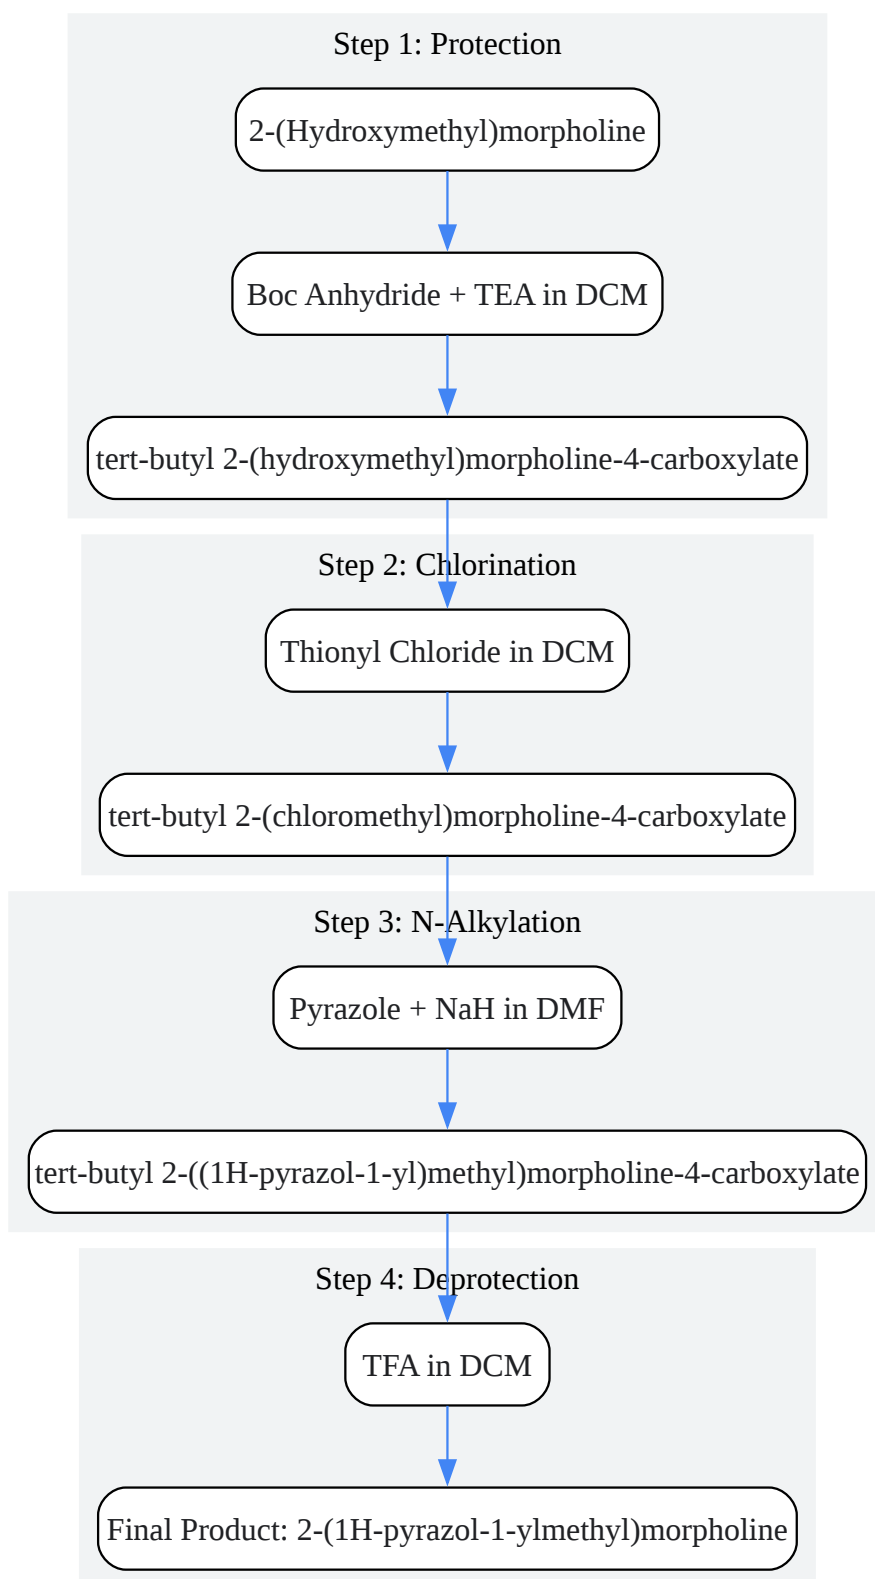 Step 1: Protection
2-(Hydroxymethyl)morpholine
Boc Anhydride + TEA in DCM
tert-butyl 2-(hydroxymethyl)morpholine-4-carboxylate
Step 2: Chlorination
Thionyl Chloride in DCM
tert-butyl 2-(chloromethyl)morpholine-4-carboxylate
Step 3: N-Alkylation
Pyrazole + NaH in DMF
tert-butyl 2-((1H-pyrazol-1-yl)methyl)morpholine-4-carboxylate
Step 4: Deprotection
TFA in DCM
Final Product: 2-(1H-pyrazol-1-ylmethyl)morpholine